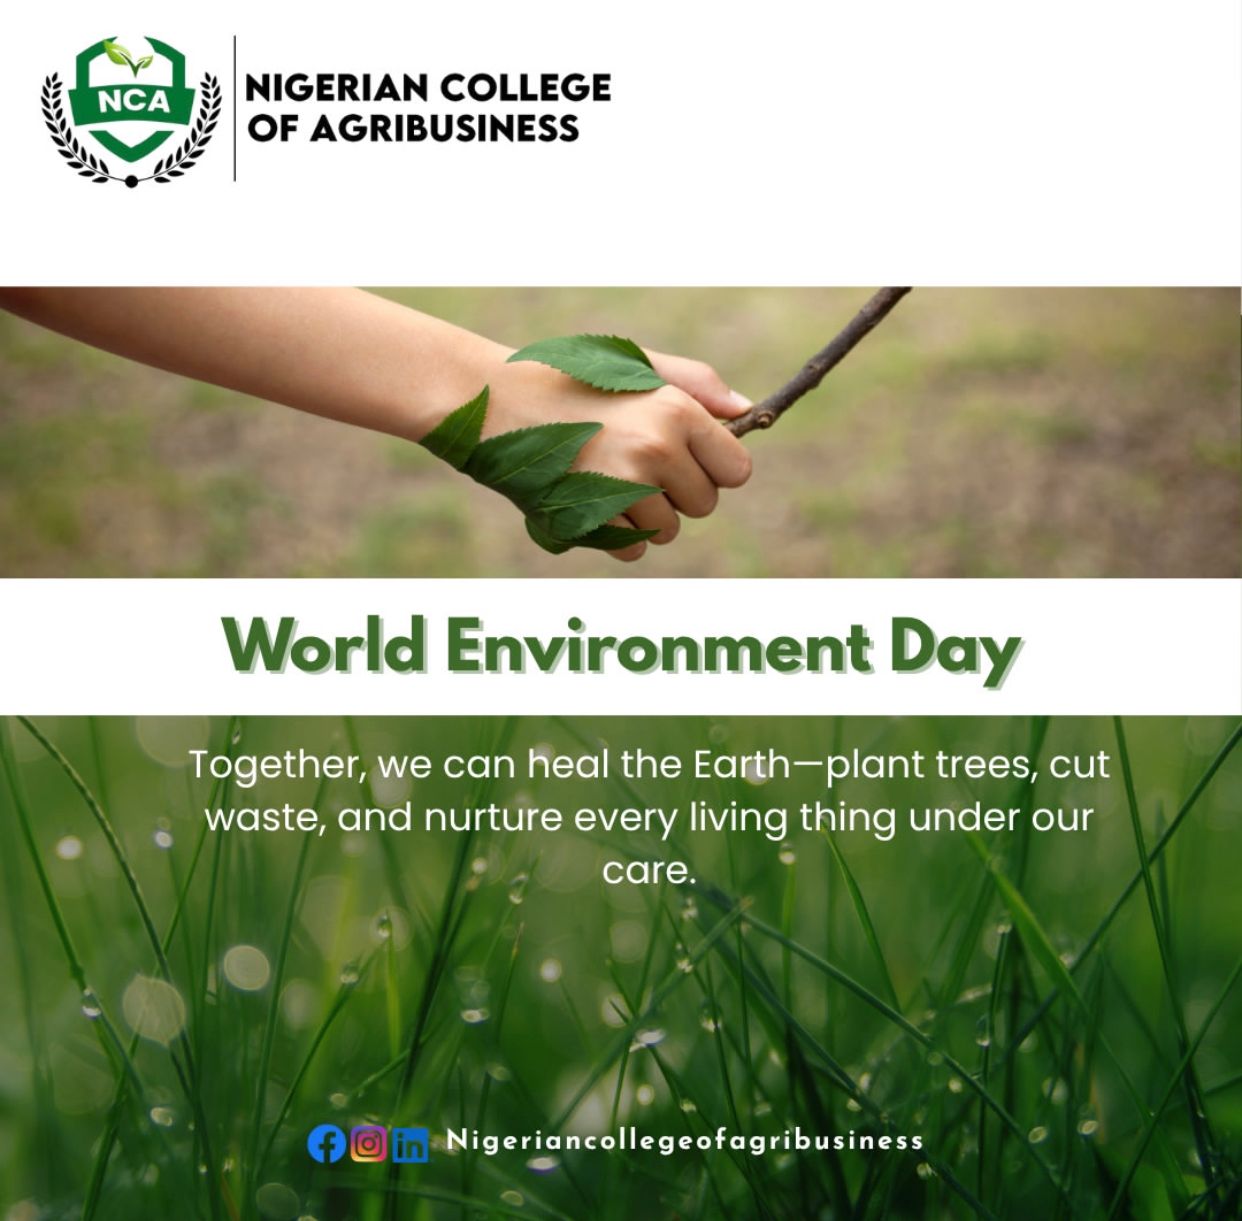 NCA
NIGERIAN COLLEGE
OF AGRIBUSINESS
World Environment Day
Together, we can heal the Earth—plant trees, cut
waste, and nurture every living thing under our
care.
Nigeriancollegeofagribusiness